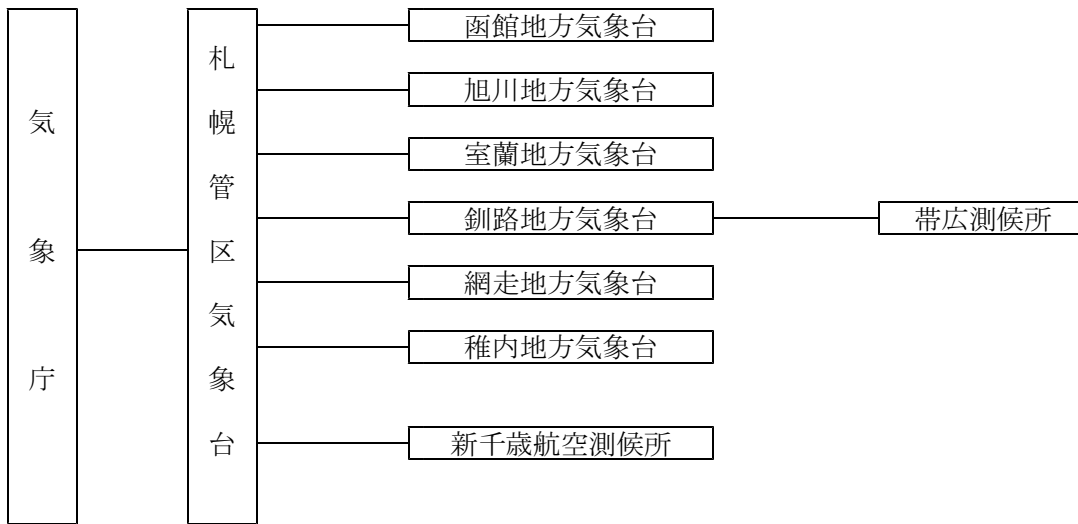 気象庁
札幌管区気象台
函館地方気象台
旭川地方気象台
室蘭地方気象台
釧路地方気象台
帯広測候所
網走地方気象台
稚内地方気象台
新千歳航空測候所